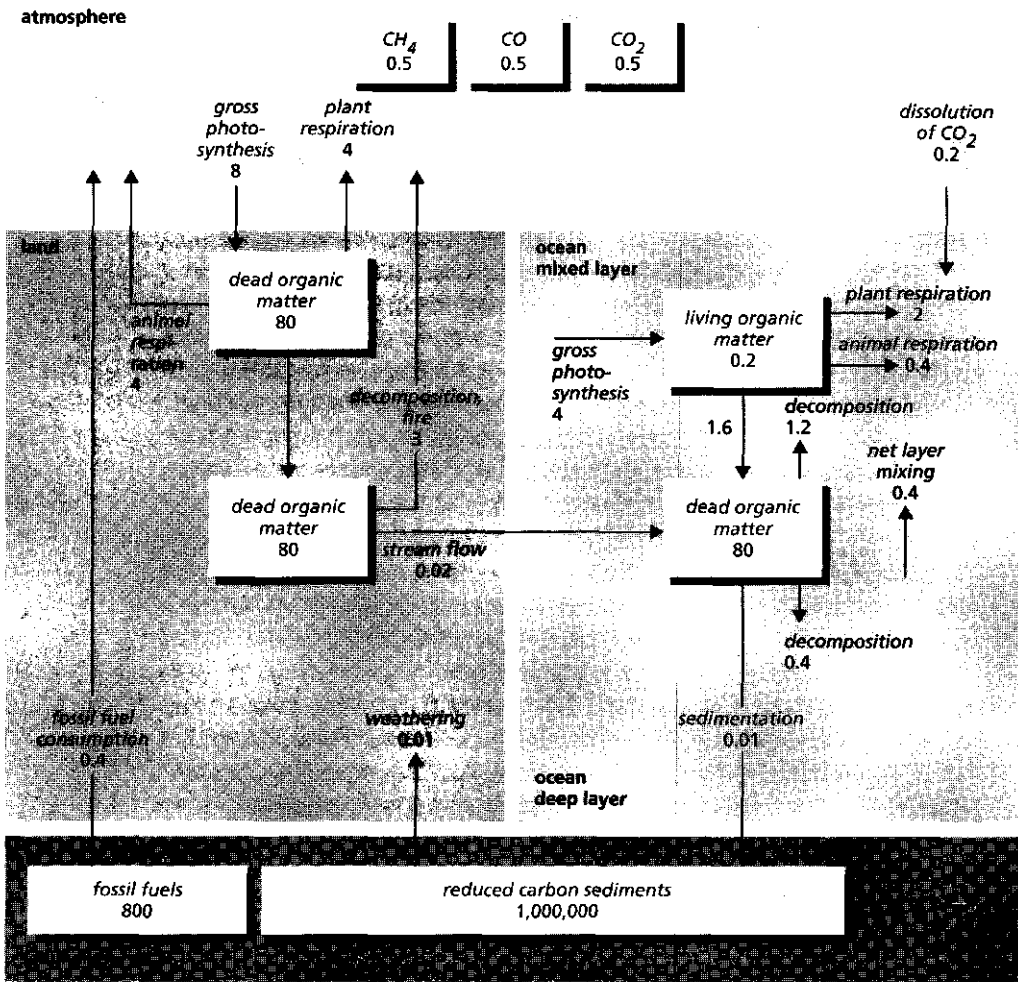 atmosphere
CH4
0.5
CO
0.5
CO2
0.5
gross
photo-
synthesis
8
plant
respiration
4
dissolution
of CO2
0.2
land
dead organic
matter
80
animal
respi-
ration
4
decomposition,
fire
3
dead organic
matter
80
stream flow
0.02
fossil fuel
consumption
0.4
weathering
0.01
ocean
mixed layer
living organic
matter
0.2
plant respiration
2
animal respiration
0.4
gross
photo-
synthesis
4
1.6
decomposition
1.2
net layer
mixing
0.4
dead organic
matter
80
decomposition
0.4
sedimentation
0.01
ocean
deep layer
fossil fuels
800
reduced carbon sediments
1,000,000